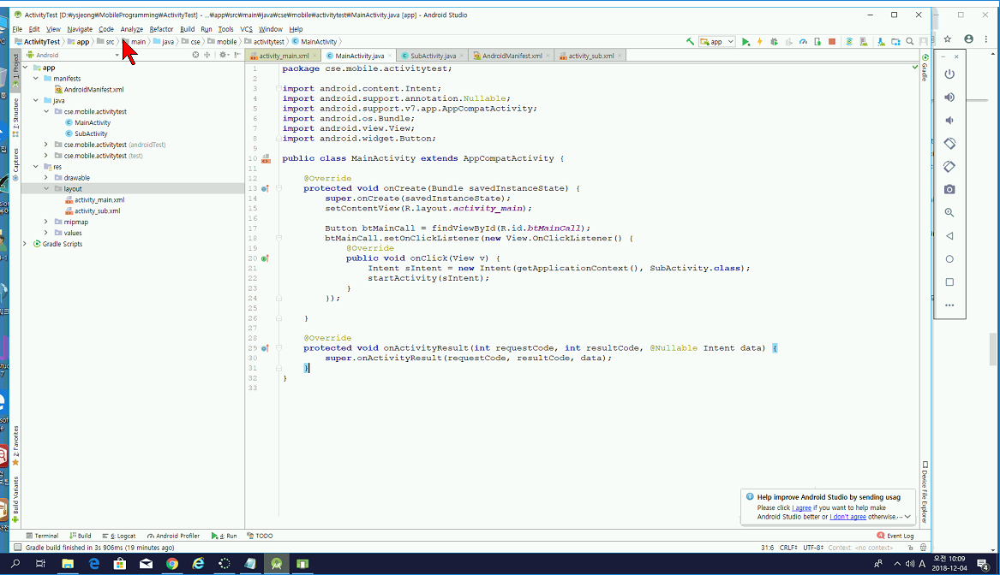 ActivityTest [D:₩ysjeong₩MobileProgramming₩ActivityTest] - ...₩app₩src₩main₩java₩cse₩mobile₩activitytest₩MainActivity.java [app] - Android Studio
File Edit View Navigate Code Analyze Refactor Build Run Tools VCS Window Help
ActivityTest app src main java cse mobile activitytest MainActivity
app
Android
activity_main.xml MainActivity.java SubActivity.java AndroidManifest.xml activity_sub.xml
1: Project
Z: Structure
Captures
2: Favorites
Build Variants
app
manifests
AndroidManifest.xml
java
cse.mobile.activitytest
MainActivity
SubActivity
cse.mobile.activitytest (androidTest)
cse.mobile.activitytest (test)
res
drawable
layout
activity_main.xml
activity_sub.xml
mipmap
values
Gradle Scripts
1 package cse.mobile.activitytest;
2
3 import android.content.Intent;
4 import android.support.annotation.Nullable;
5 import android.support.v7.app.AppCompatActivity;
6 import android.os.Bundle;
7 import android.view.View;
8 import android.widget.Button;
9
10 public class MainActivity extends AppCompatActivity {
11
12 @Override
13 protected void onCreate(Bundle savedInstanceState) {
14 super.onCreate(savedInstanceState);
15 setContentView(R.layout.activity_main);
16
17 Button btMainCall = findViewById(R.id.btMainCall);
18 btMainCall.setOnClickListener(new View.OnClickListener() {
19 @Override
20 public void onClick(View v) {
21 Intent sIntent = new Intent(getApplicationContext(), SubActivity.class);
22 startActivity(sIntent);
23 }
24 });
25
26 }
27
28 @Override
29 protected void onActivityResult(int requestCode, int resultCode, @Nullable Intent data) {
30 super.onActivityResult(requestCode, resultCode, data);
31 }
32 }
33
Gradle
Device File Explorer
Help improve Android Studio by sending usag
Please click I agree if you want to help make
Android Studio better or I don't agree otherwise....
Terminal Build 6: Logcat Android Profiler 4: Run TODO
4 Event Log
Gradle build finished in 3s 906ms (19 minutes ago)
31:6 CRLF÷ UTF-8÷ Context: <no context>
A
오전 10:09
2018-12-04
4